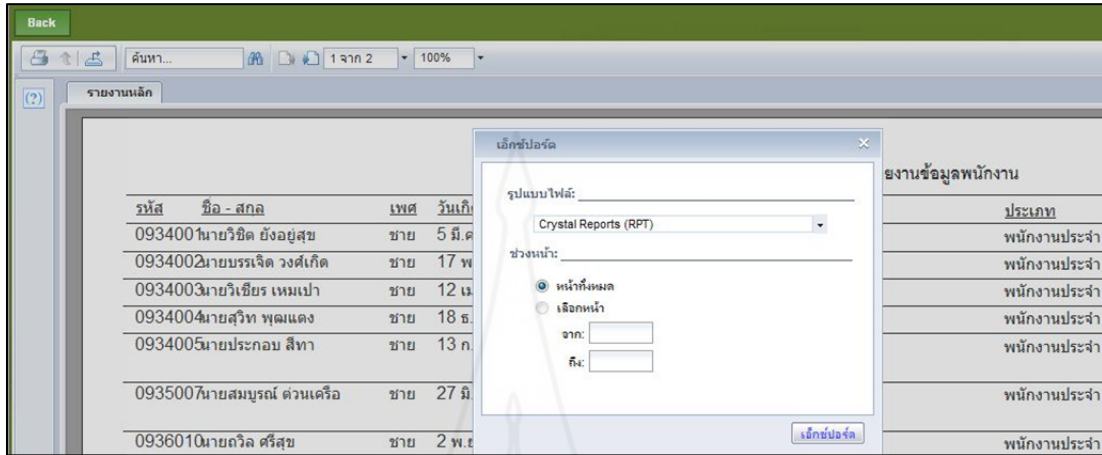 Back
ค้นหา... 1 จาก 2 100%
(?) รายงานหลัก
เอ็กซ์ปอร์ต
ยงานข้อมูลพนักงาน
รูปแบบไฟล์:
Crystal Reports (RPT)
ช่วงหน้า:
หน้าทั้งหมด
เลือกหน้า
จาก:
ถึง:
เอ็กซ์ปอร์ต
รหัส ชื่อ - สกุล เพศ วันเกิ ประเภท
0934001นายวิชิต ยังอยู่สุข ชาย 5 มี.ค พนักงานประจำ
0934002นายบรรเจิด วงศ์เกิด ชาย 17 พ พนักงานประจำ
0934003นายวิเชียร เหมเปา ชาย 12 เม พนักงานประจำ
0934004นายสุวิท พุฒแดง ชาย 18 ธ. พนักงานประจำ
0934005นายประกอบ สีทา ชาย 13 ก. พนักงานประจำ
0935007นายสมบูรณ์ ด่วนเครือ ชาย 27 มิ. พนักงานประจำ
0936010นายถวิล ศรีสุข ชาย 2 พ.ย พนักงานประจำ